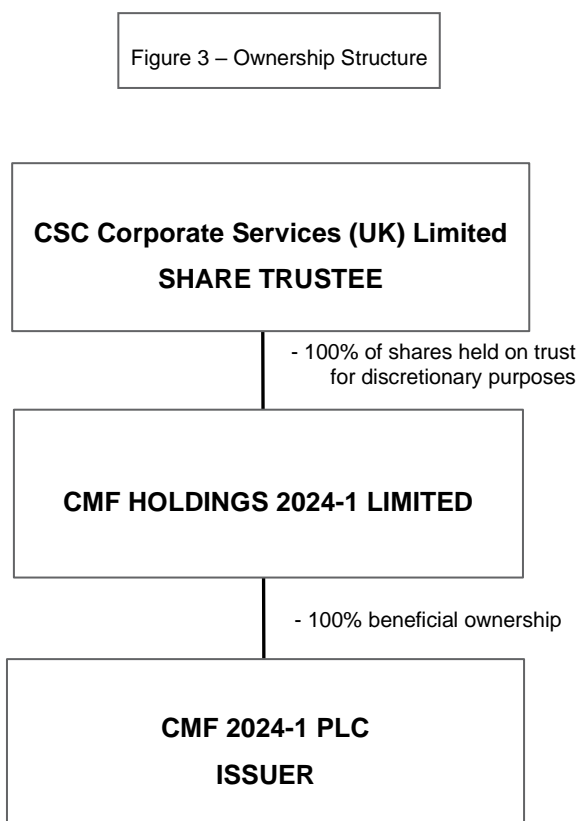 Figure 3 – Ownership Structure
CSC Corporate Services (UK) Limited
SHARE TRUSTEE
- 100% of shares held on trust
for discretionary purposes
CMF HOLDINGS 2024-1 LIMITED
- 100% beneficial ownership
CMF 2024-1 PLC
ISSUER